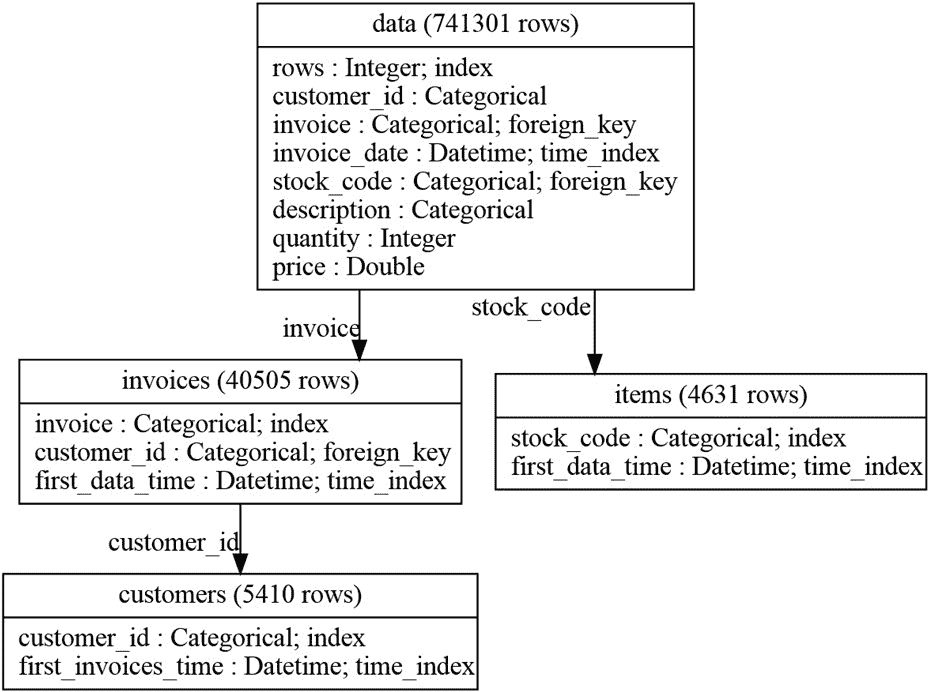 data (741301 rows)
rows : Integer; index
customer_id : Categorical
invoice : Categorical; foreign_key
invoice_date : Datetime; time_index
stock_code : Categorical; foreign_key
description : Categorical
quantity : Integer
price : Double
invoice
stock_code
invoices (40505 rows)
invoice : Categorical; index
customer_id : Categorical; foreign_key
first_data_time : Datetime; time_index
items (4631 rows)
stock_code : Categorical; index
first_data_time : Datetime; time_index
customer_id
customers (5410 rows)
customer_id : Categorical; index
first_invoices_time : Datetime; time_index